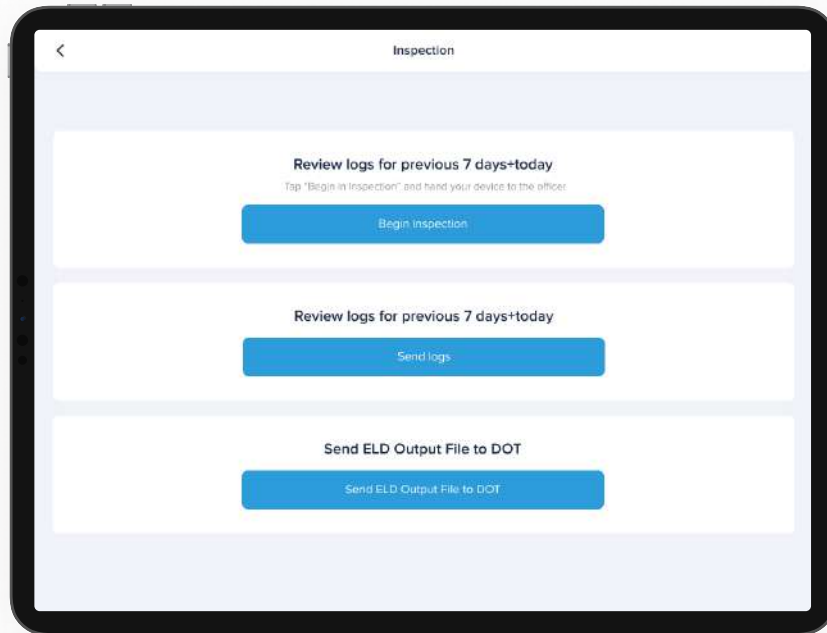 Inspection
Review logs for previous 7 days+today
Tap "Begin in Inspection" and hand your device to the officer
Begin inspection
Review logs for previous 7 days+today
Send logs
Send ELD Output File to DOT
Send ELD Output File to DOT